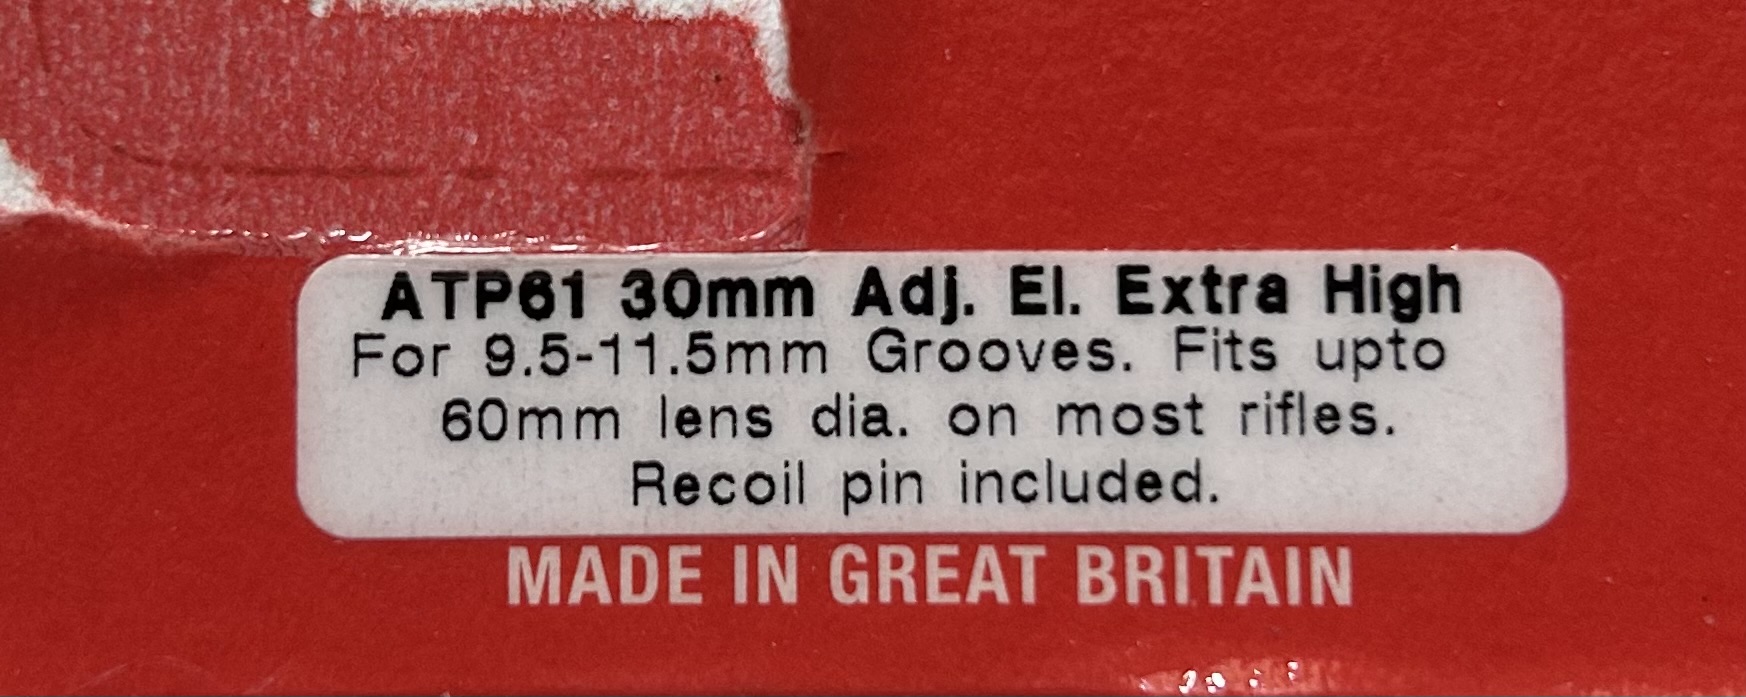 ATP61 30mm Adj. El. Extra High
For 9.5-11.5mm Grooves. Fits upto
60mm lens dia. on most rifles.
Recoil pin included.
MADE IN GREAT BRITAIN